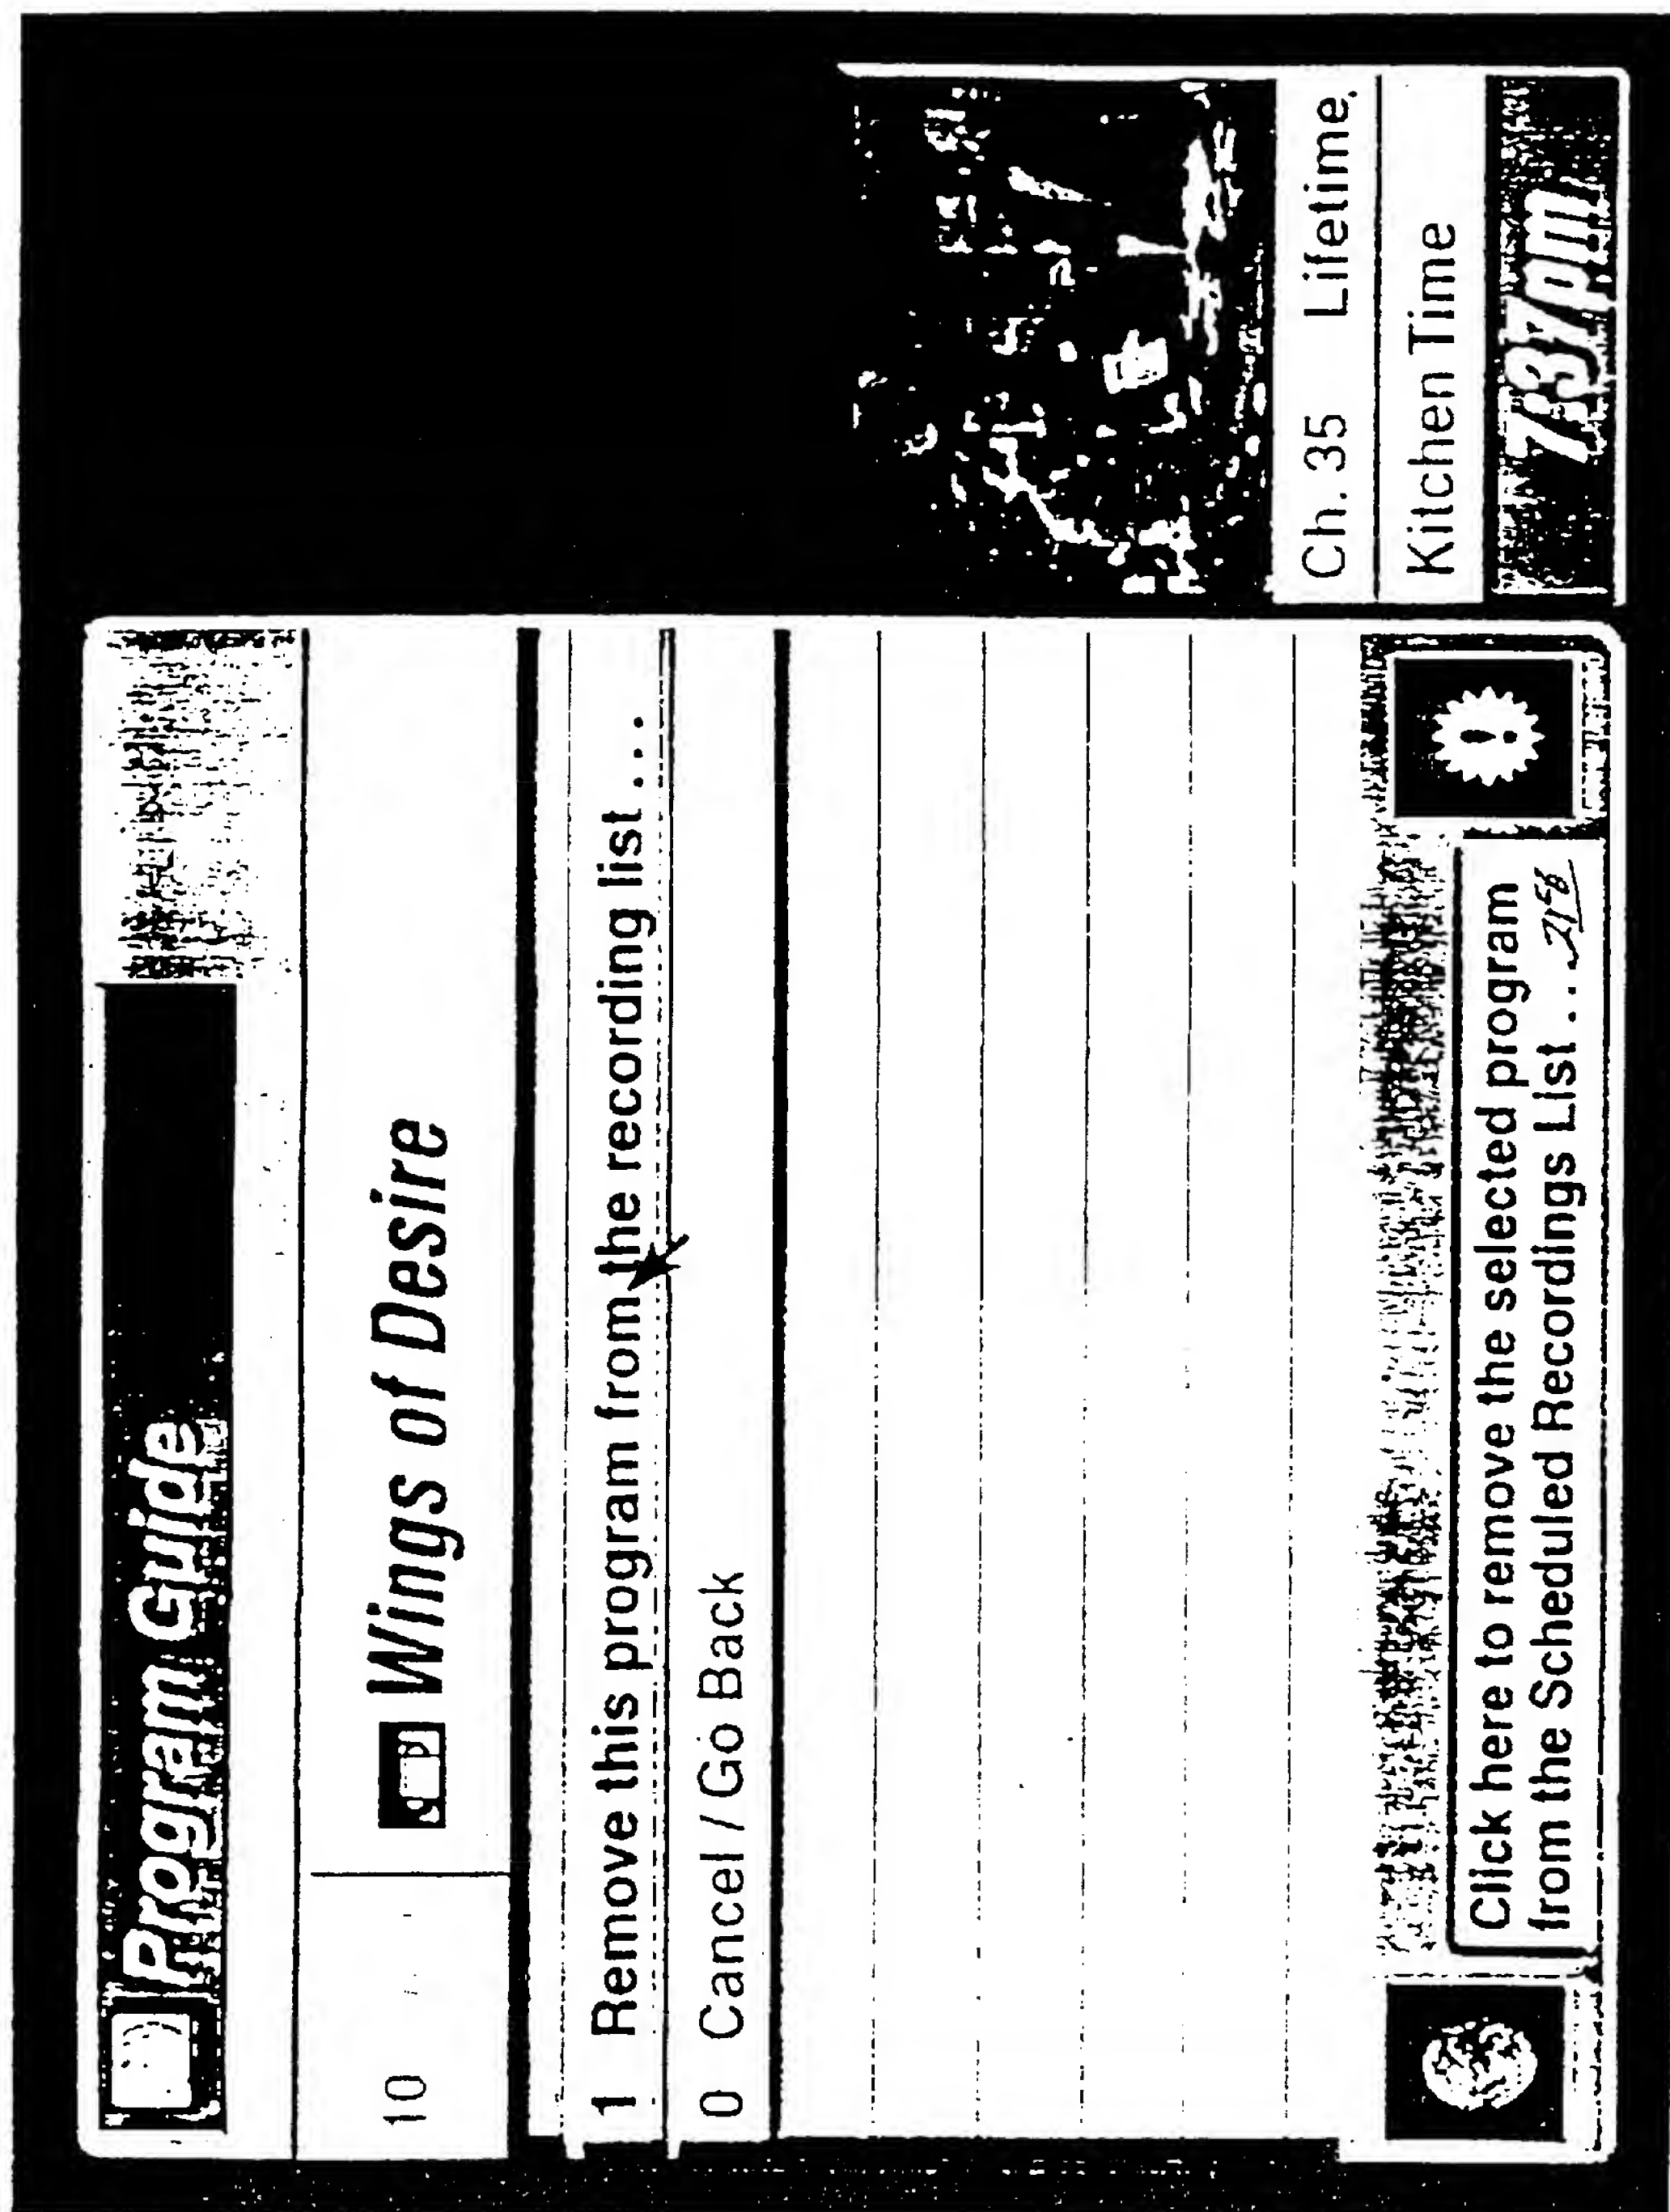 Program Guide
10 Wings of Desire
1 Remove this program from the recording list...
0 Cancel / Go Back
Click here to remove the selected program
from the Scheduled Recordings List... 258
Ch. 35 Lifetime
Kitchen Time
7:37pm